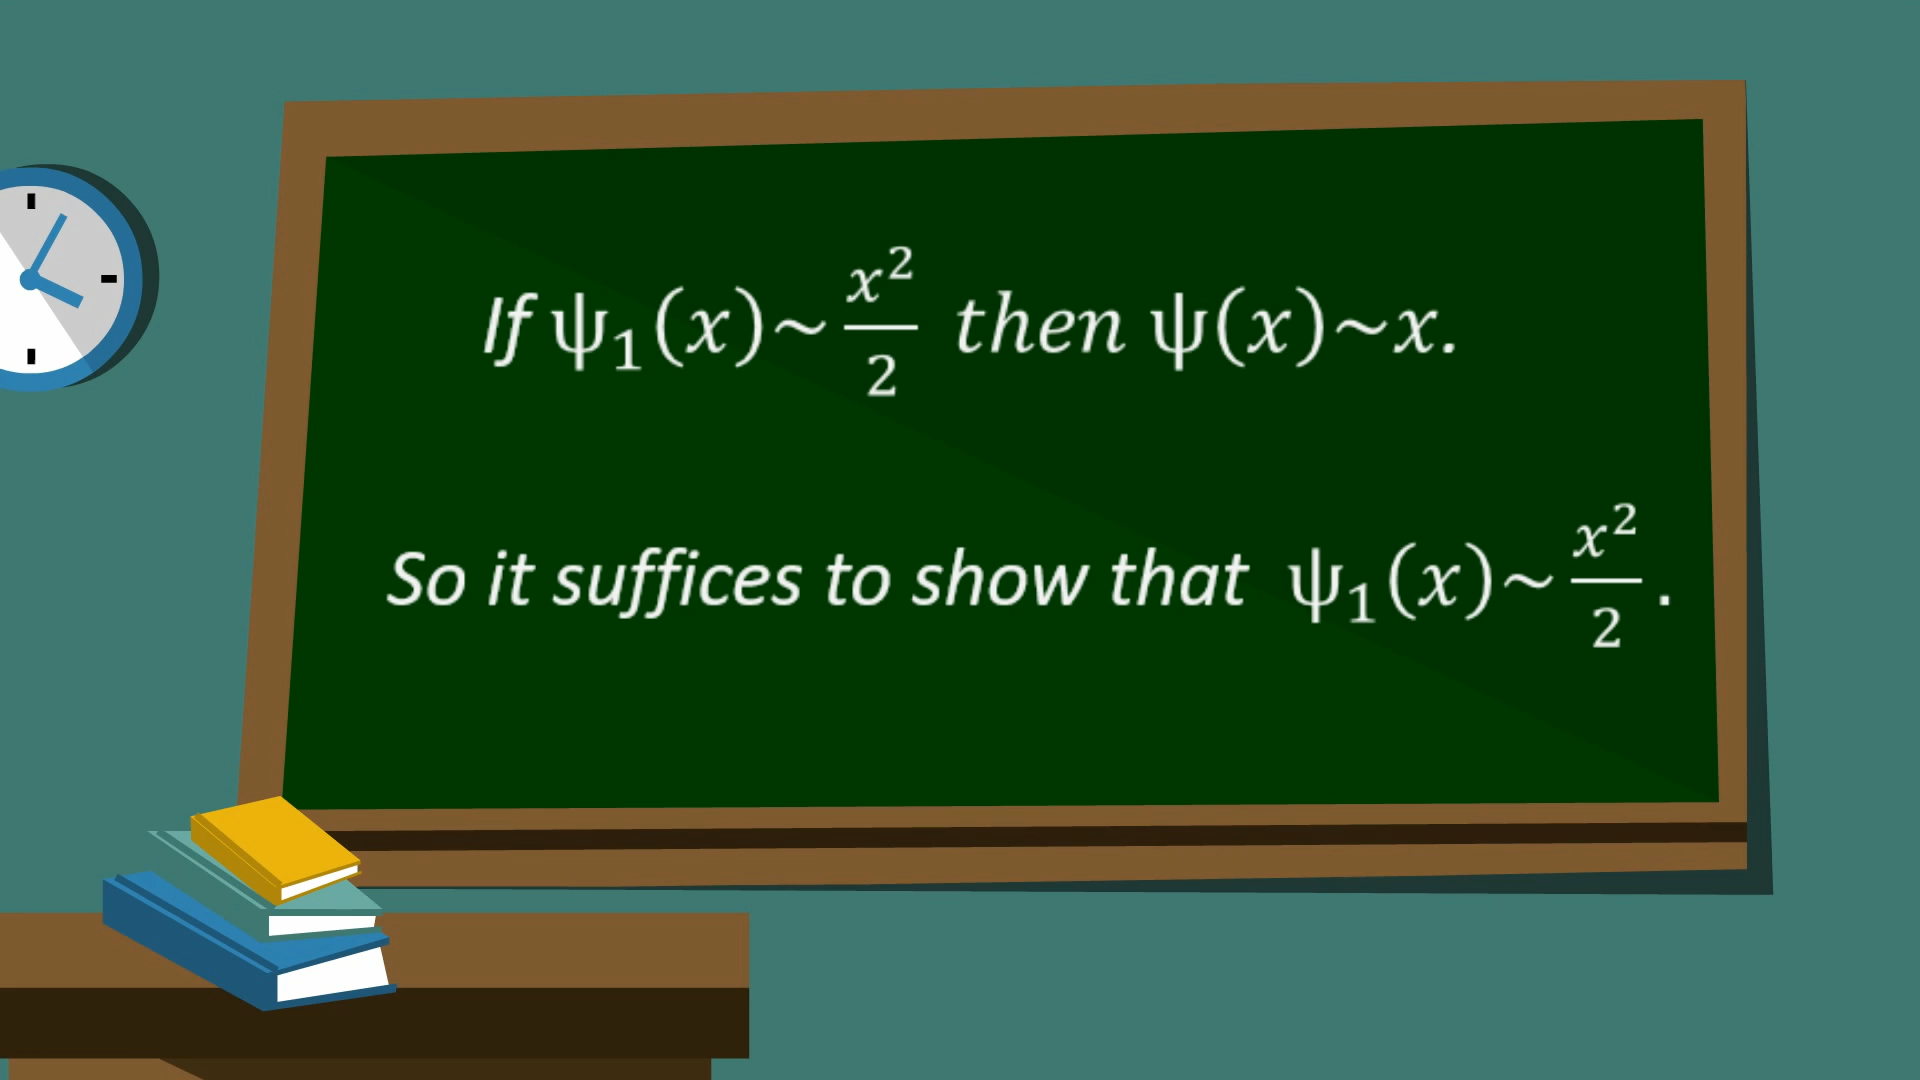 If ψ₁(x)~x²/2 then ψ(x)~x.
So it suffices to show that ψ₁(x)~x²/2.